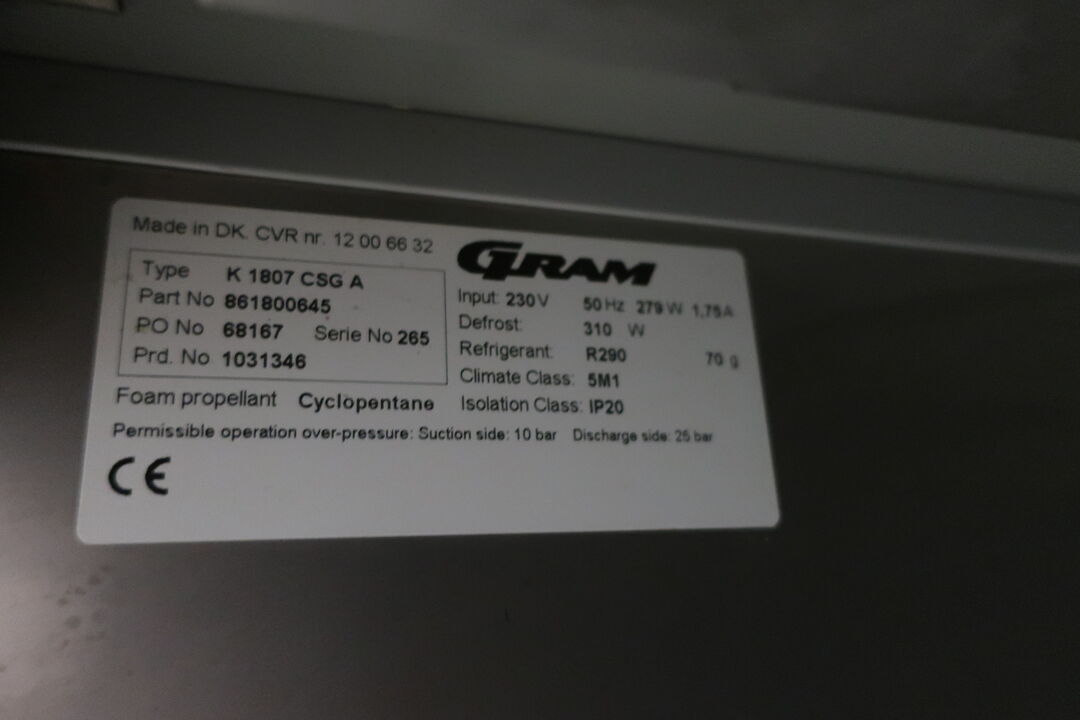 Made in DK. CVR nr. 12 00 66 32
GRAM
Type K 1807 CSG A
Part No 861800645
PO No 68167 Serie No 265
Prd. No 1031346
Input: 230V 50Hz 279W 1,75A
Defrost: 310 W
Refrigerant: R290 70 g
Climate Class: 5M1
Foam propellant Cyclopentane
Isolation Class: IP20
Permissible operation over-pressure: Suction side: 10 bar Discharge side: 25 bar
CE